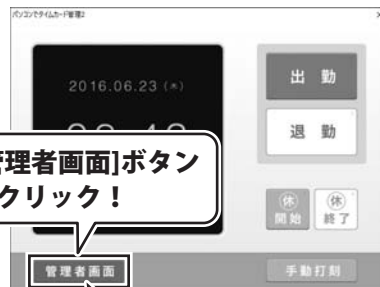 パソコンでタイムカード管理2
2016.06.23(木)
出勤
退勤
管理者画面]ボタン
クリック！
休 開始
休 終了
管理者画面
手動打刻